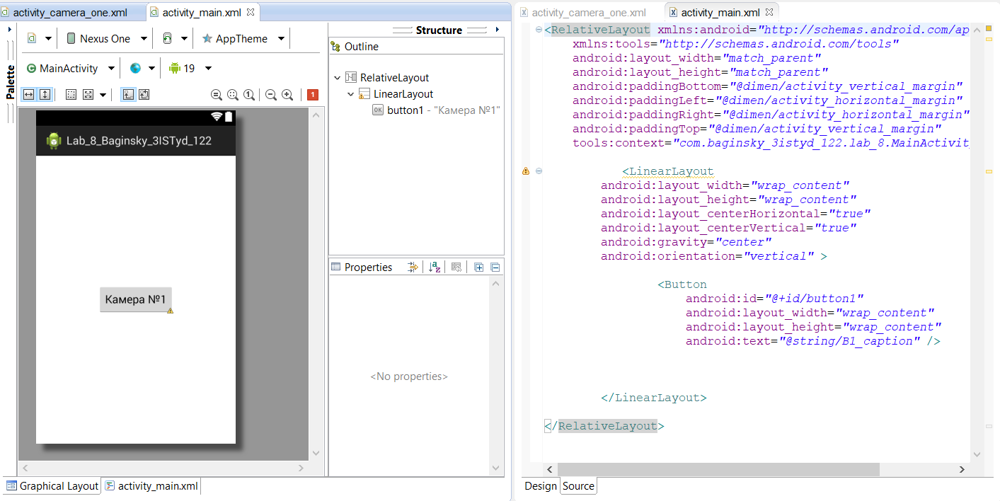 activity_camera_one.xml
activity_main.xml
Nexus One
AppTheme
MainActivity
19
1
Palette
Lab_8_Baginsky_3ISTyd_122
Камера №1
Graphical Layout
activity_main.xml
Structure
Outline
RelativeLayout
LinearLayout
OK button1 - "Камера №1"
Properties
<No properties>
activity_camera_one.xml
activity_main.xml
<RelativeLayout xmlns:android="http://schemas.android.com/ap
xmlns:tools="http://schemas.android.com/tools"
android:layout_width="match_parent"
android:layout_height="match_parent"
android:paddingBottom="@dimen/activity_vertical_margin"
android:paddingLeft="@dimen/activity_horizontal_margin"
android:paddingRight="@dimen/activity_horizontal_margin"
android:paddingTop="@dimen/activity_vertical_margin"
tools:context="com.baginsky_3istyd_122.lab_8.MainActivit
<LinearLayout
android:layout_width="wrap_content"
android:layout_height="wrap_content"
android:layout_centerHorizontal="true"
android:layout_centerVertical="true"
android:gravity="center"
android:orientation="vertical" >
<Button
android:id="@+id/button1"
android:layout_width="wrap_content"
android:layout_height="wrap_content"
android:text="@string/B1_caption" />
</LinearLayout>
</RelativeLayout>
Design
Source